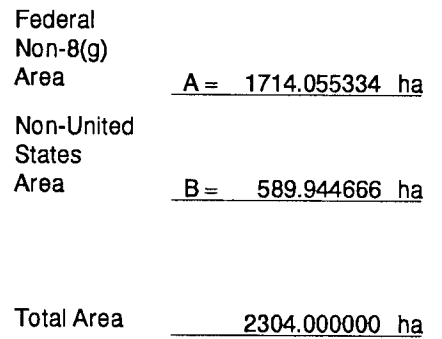 Federal
Non-8(g)
Area A = 1714.055334 ha
Non-United
States
Area B = 589.944666 ha
Total Area 2304.000000 ha